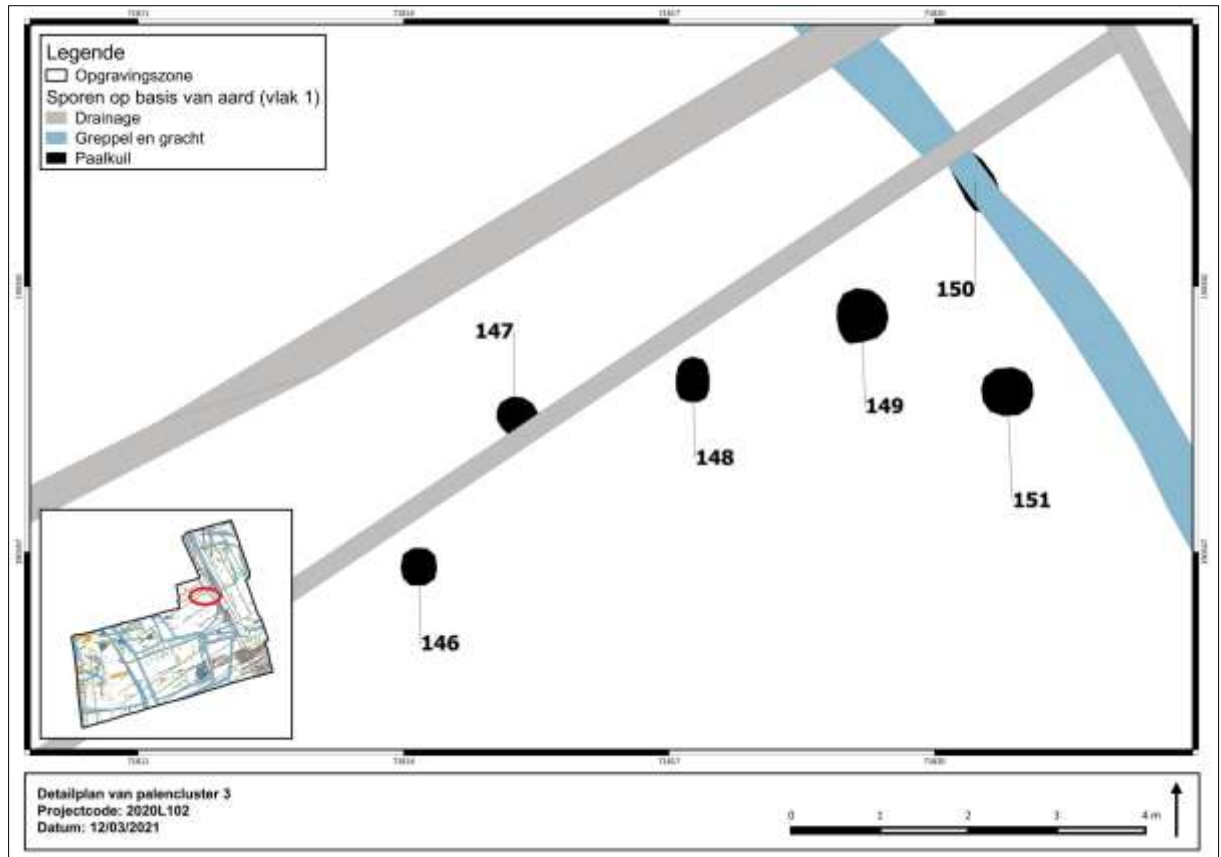 Legende
Opgravingszone
Sporen op basis van aard (vlak 1)
Drainage
Greppel en gracht
Paalkuil
150
147
149
148
151
146
Detailplan van palencluster 3
Projectcode: 2020L102
Datum: 12/03/2021
0 1 2 3 4 m